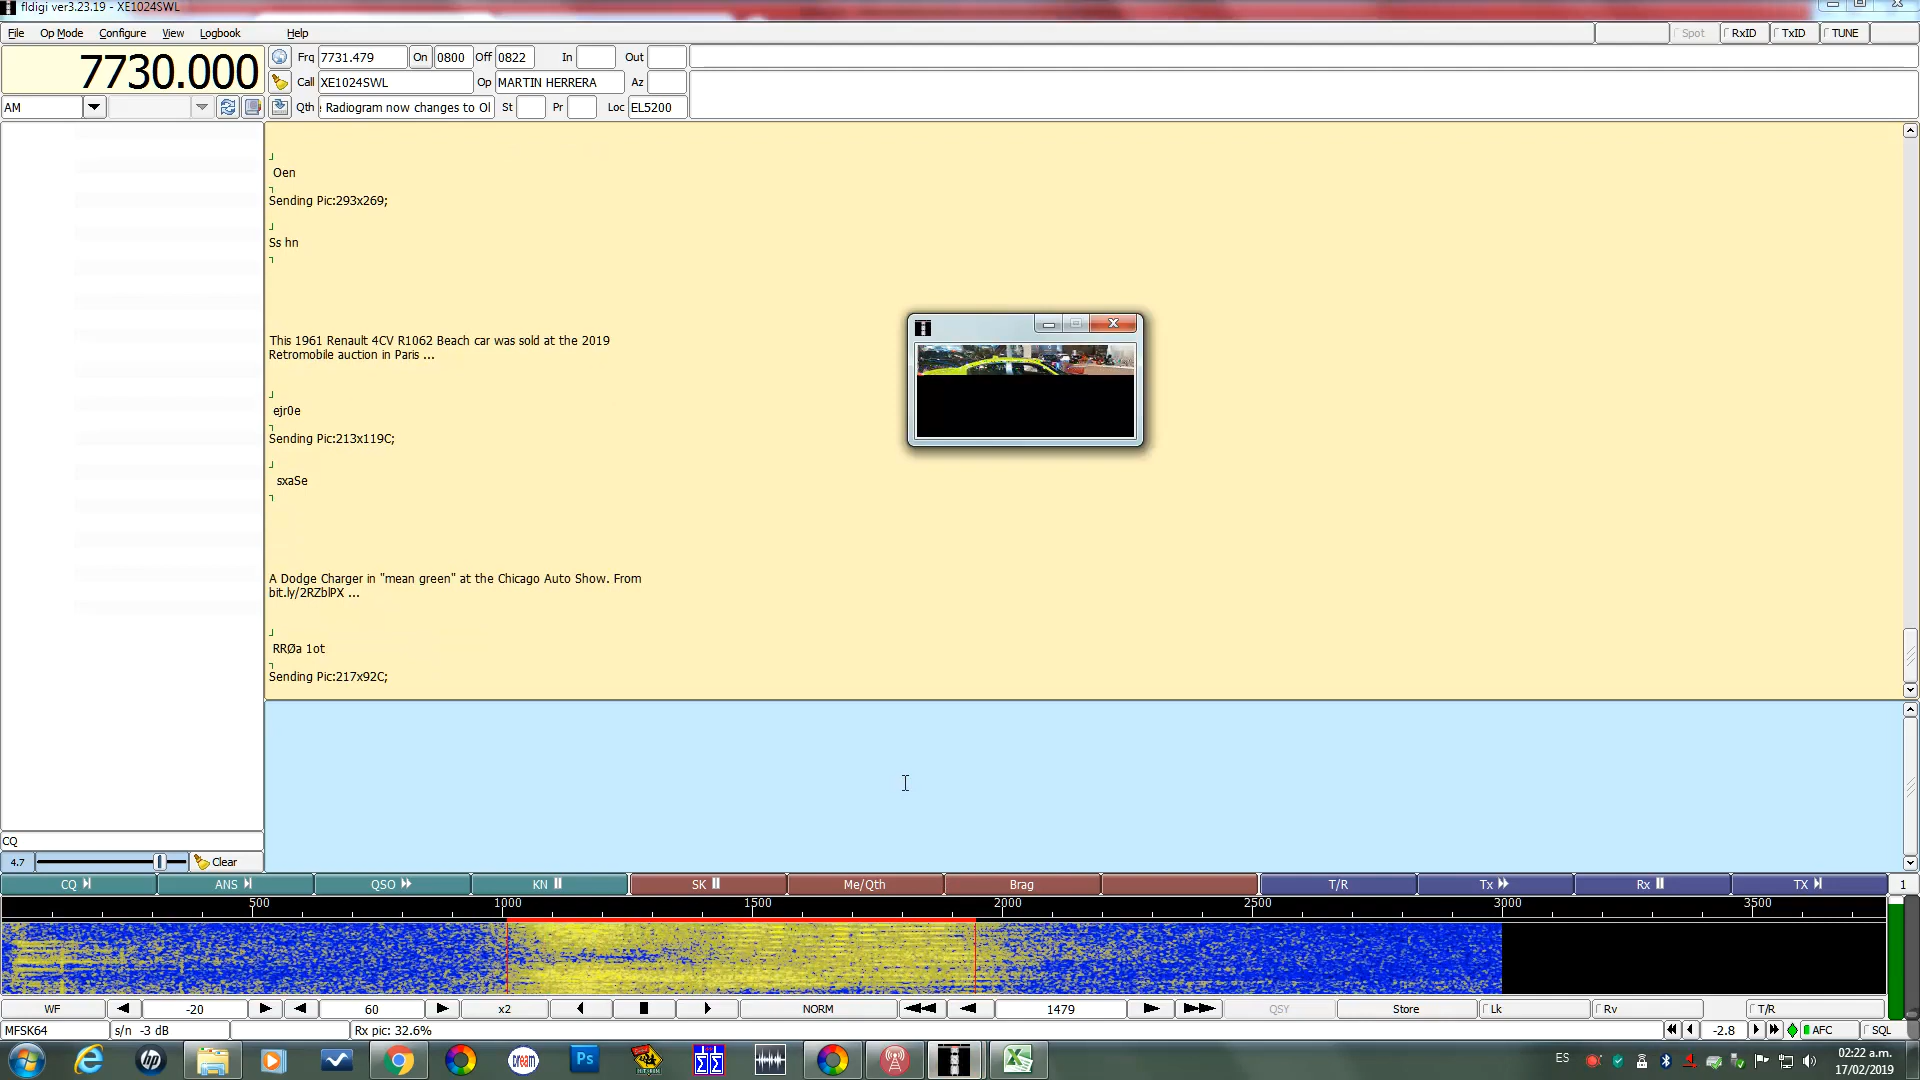 fldigi ver3.23.19 - XE1024SWL
File Op Mode Configure View Logbook Help
Spot RxID TxID TUNE
7730.000
Frq 7731.479 On 0800 Off 0822 In Out
Call XE1024SWL Op MARTIN HERRERA Az
AM
Qth : Radiogram now changes to Ol St Pr Loc EL5200
Oen
Sending Pic:293x269;
Ss hn
This 1961 Renault 4CV R1062 Beach car was sold at the 2019
Retromobile auction in Paris ...
ejr0e
Sending Pic:213x119C;
sxaSe
A Dodge Charger in "mean green" at the Chicago Auto Show. From
bit.ly/2RZblPX ...
RRØa 1ot
Sending Pic:217x92C;
CQ
4.7 Clear
CQ ANS QSO KN SK Me/Qth Brag T/R Tx Rx TX 1
500 1000 1500 2000 2500 3000 3500
WF -20 60 x2 NORM 1479 QSY Store Lk Rv T/R
MFSK64 s/n -3 dB Rx pic: 32.6% -2.8 AFC SQL
hp dream Ps
ES 02:22 a.m.
17/02/2019